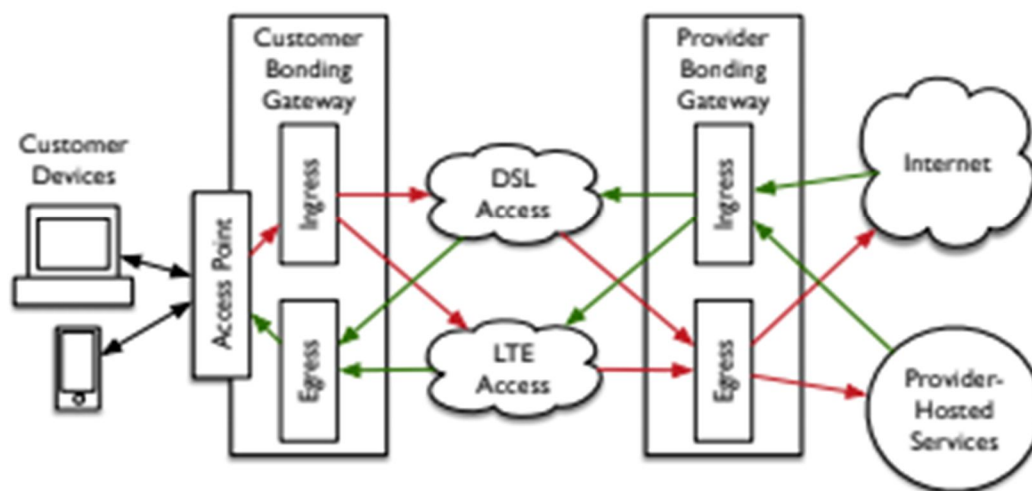 Customer
Devices
Access Point
Customer
Bonding
Gateway
Ingress
Egress
DSL
Access
LTE
Access
Provider
Bonding
Gateway
Ingress
Egress
Internet
Provider-
Hosted
Services